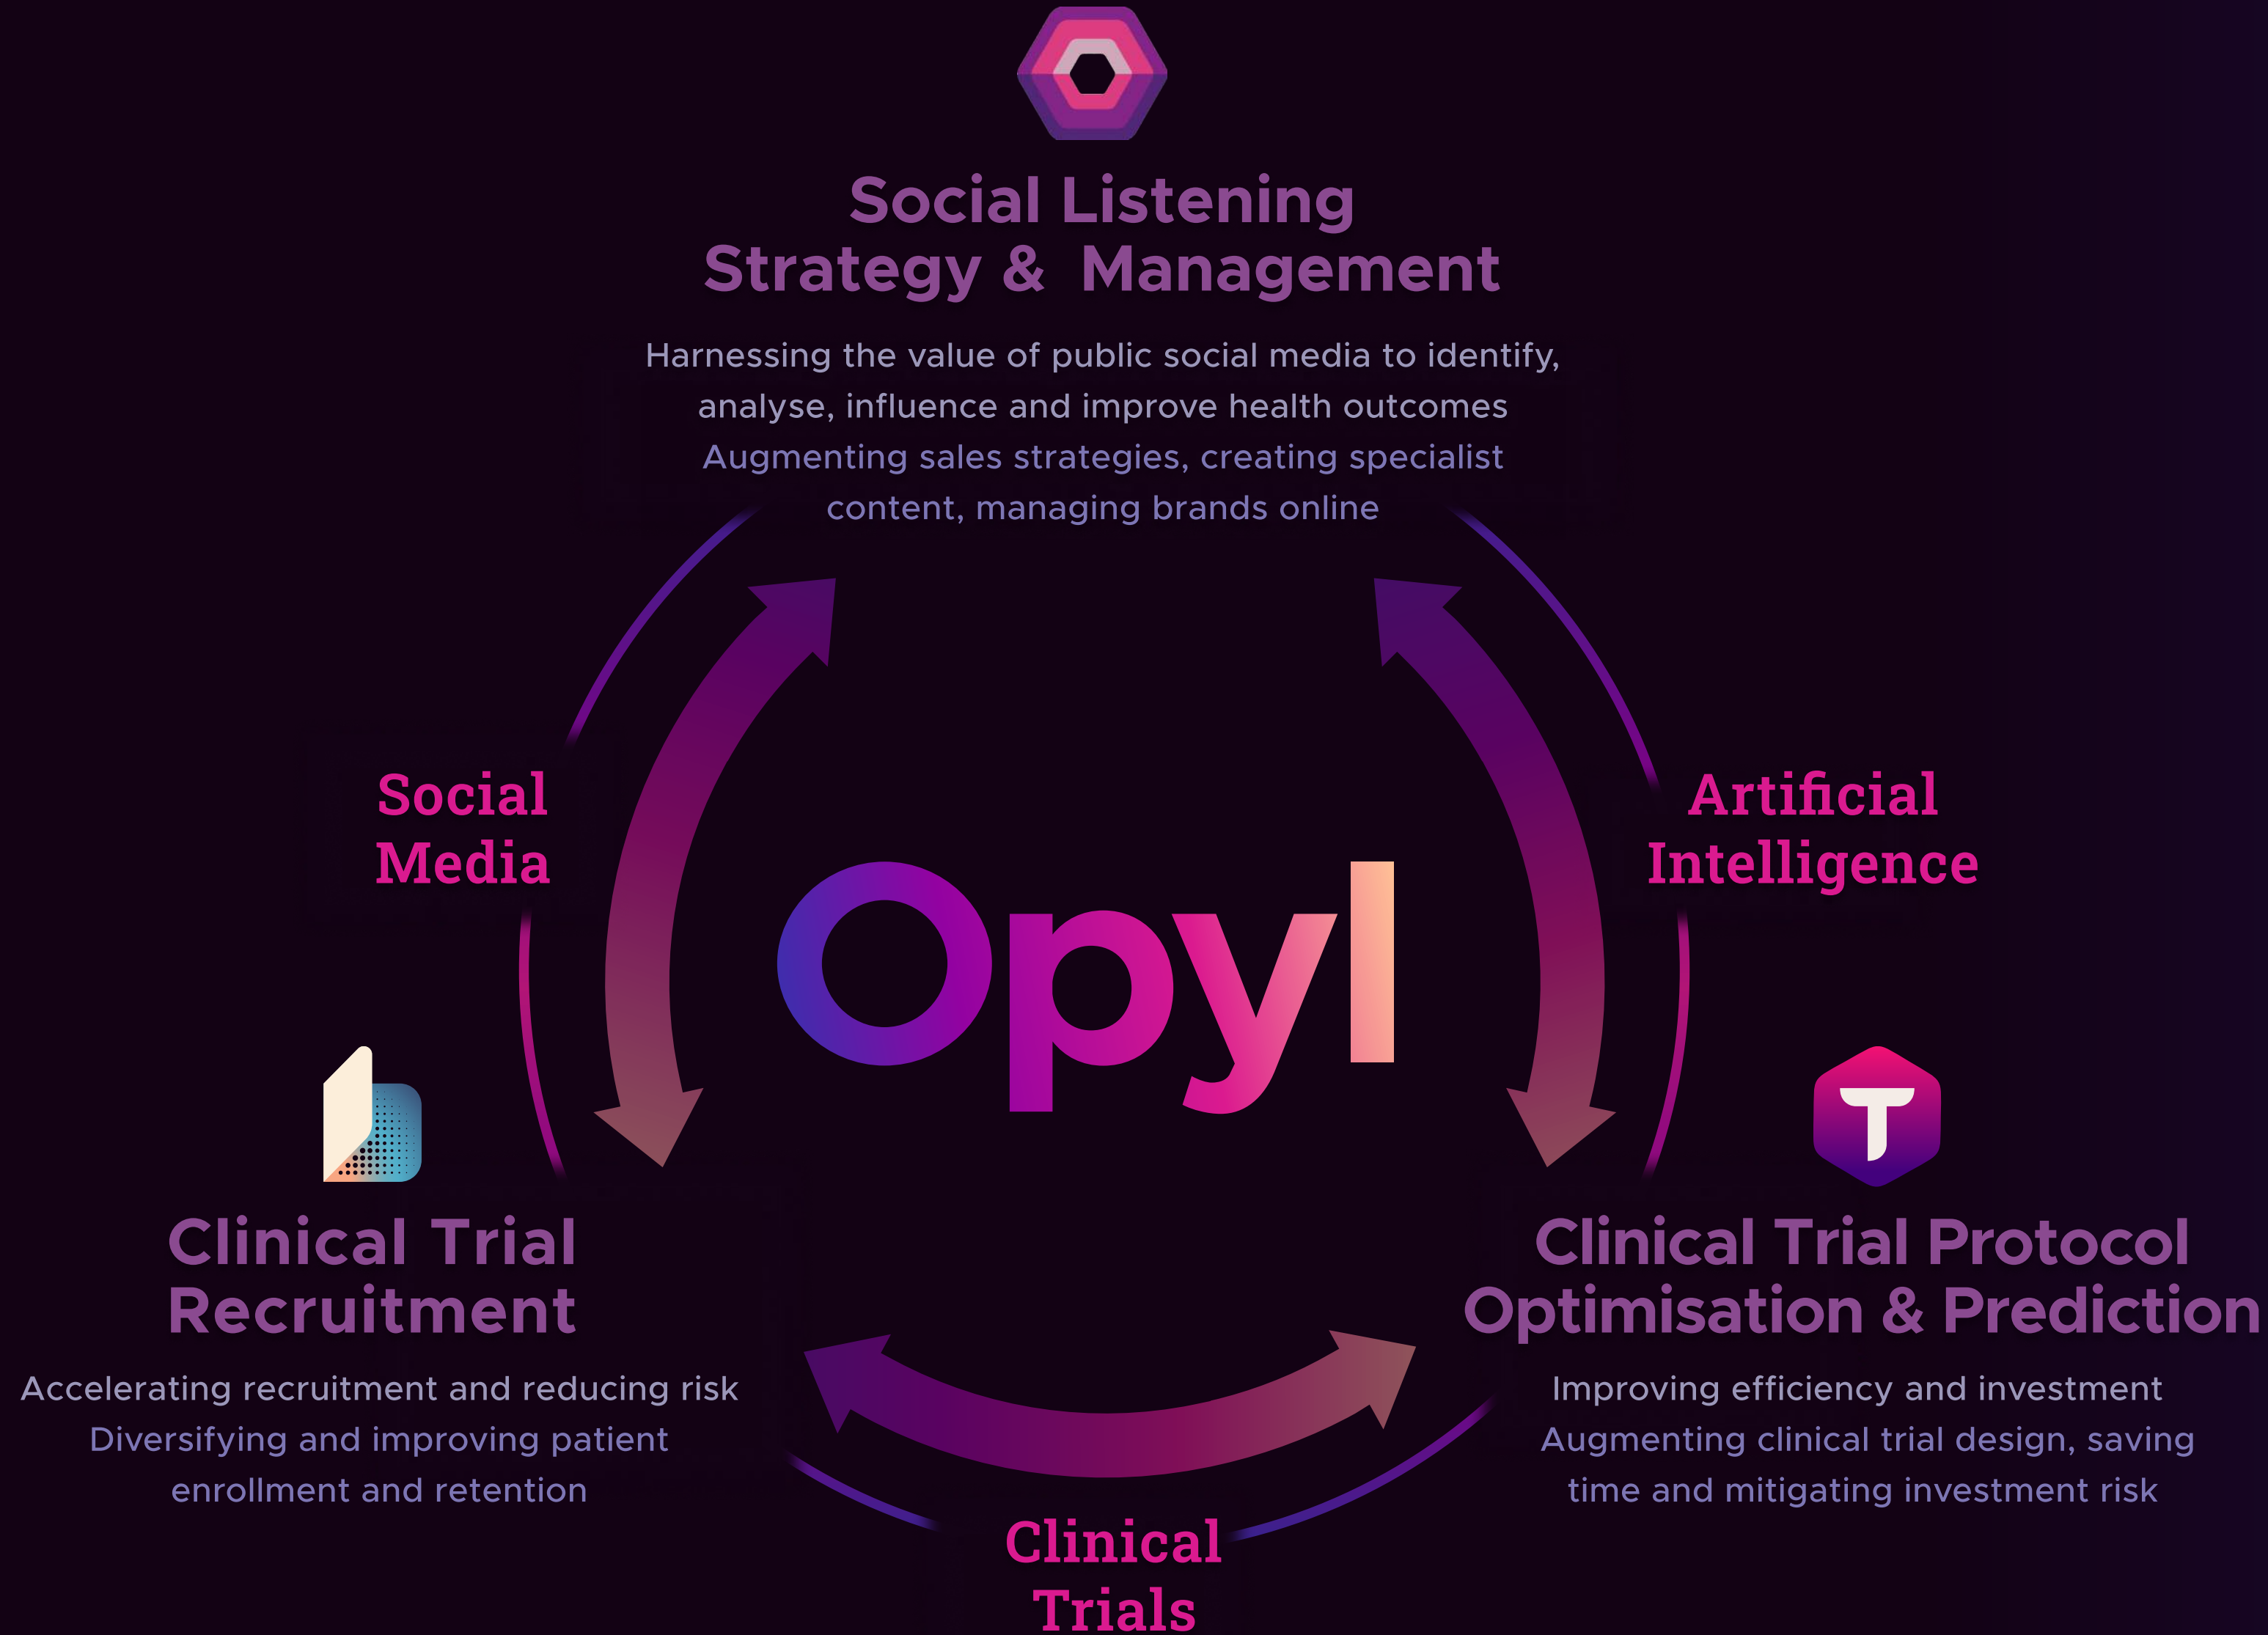 Social Listening
Strategy & Management
Harnessing the value of public social media to identify,
analyse, influence and improve health outcomes
Augmenting sales strategies, creating specialist
content, managing brands online
Social
Media
Artificial
Intelligence
Opyl
T
Clinical Trial
Recruitment
Accelerating recruitment and reducing risk
Diversifying and improving patient
enrollment and retention
Clinical Trial Protocol
Optimisation & Prediction
Improving efficiency and investment
Augmenting clinical trial design, saving
time and mitigating investment risk
Clinical
Trials